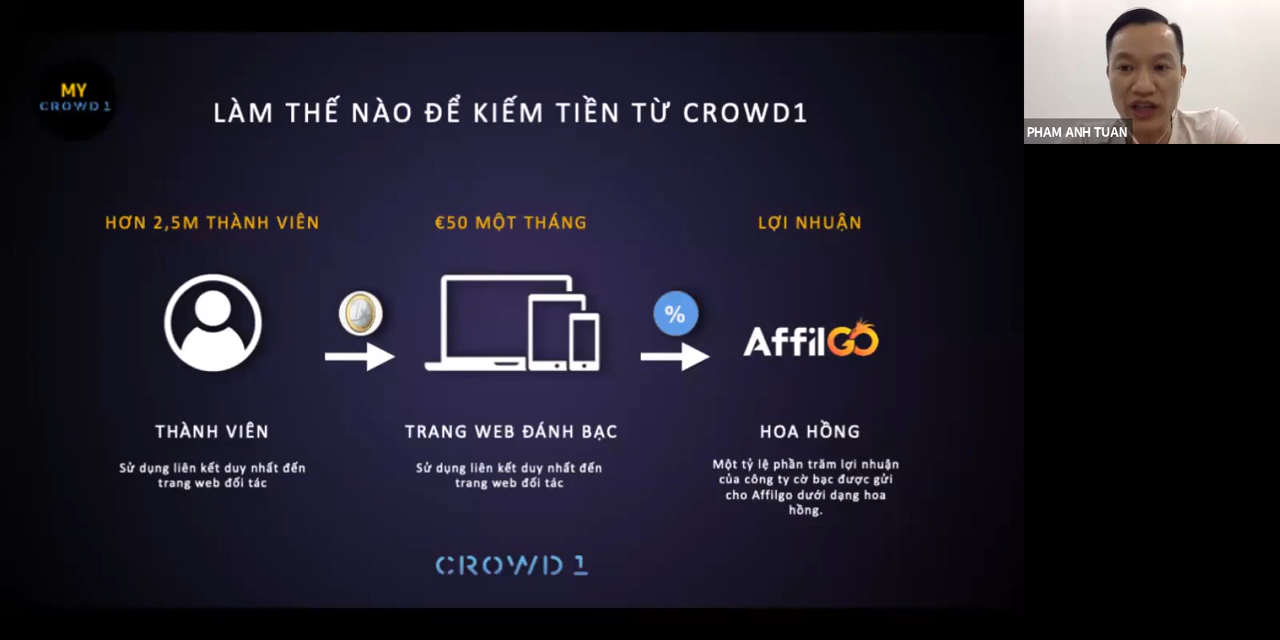 MY
CROWD1
LÀM THẾ NÀO ĐỂ KIẾM TIỀN TỪ CROWD1
HƠN 2,5M THÀNH VIÊN
€50 MỘT THÁNG
LỢI NHUẬN
%
AffilGO
THÀNH VIÊN
Sử dụng liên kết duy nhất đến
trang web đối tác
TRANG WEB ĐÁNH BẠC
Sử dụng liên kết duy nhất đến
trang web đối tác
HOA HỒNG
Một tỷ lệ phần trăm lợi nhuận
của công ty cờ bạc được gửi
cho Affilgo dưới dạng hoa
hồng.
CROWD 1
PHAM ANH TUAN